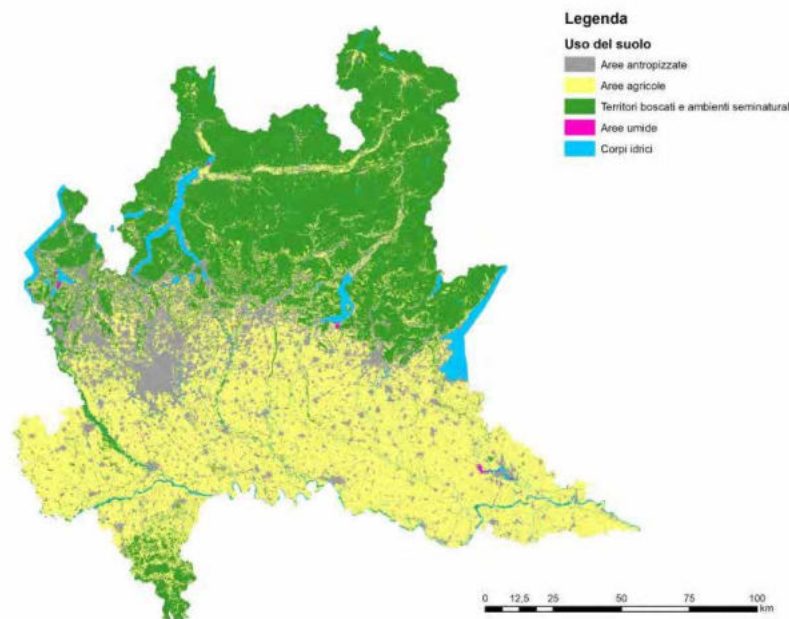 Legenda
Uso del suolo
Aree antropizzate
Aree agricole
Territori boscati e ambienti seminatural
Aree umide
Corpi idrici
0 12,5 25 50 75 100
km